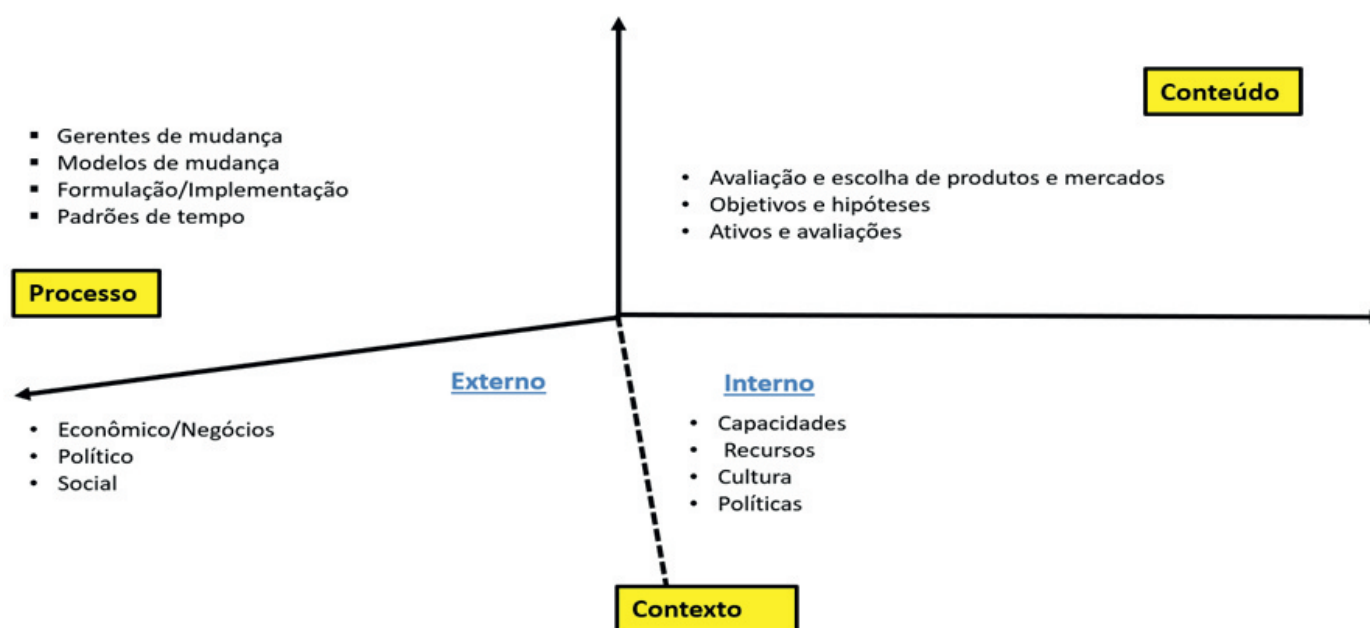 Conteúdo
▪ Gerentes de mudança
▪ Modelos de mudança
▪ Formulação/Implementação
▪ Padrões de tempo
• Avaliação e escolha de produtos e mercados
• Objetivos e hipóteses
• Ativos e avaliações
Processo
Externo
Interno
• Econômico/Negócios
• Político
• Social
• Capacidades
• Recursos
• Cultura
• Políticas
Contexto